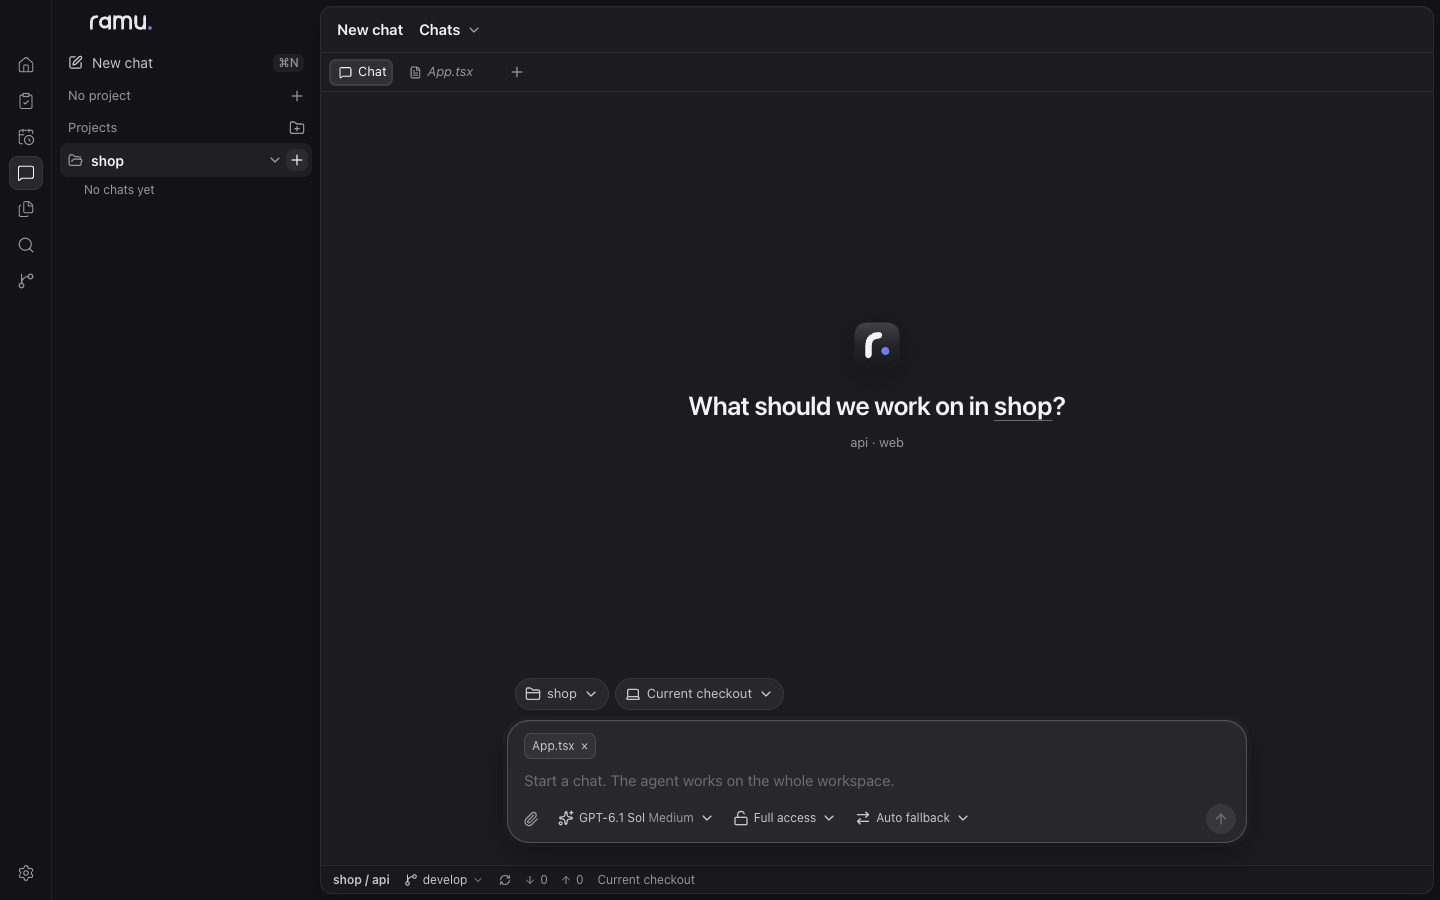 ramu.
New chat ⌘N
No project
Projects
shop
No chats yet
New chat Chats
Chat App.tsx
What should we work on in shop?
api · web
shop Current checkout
App.tsx ×
Start a chat. The agent works on the whole workspace.
GPT-6.1 Sol Medium Full access Auto fallback
shop / api develop ↓ 0 ↑ 0 Current checkout